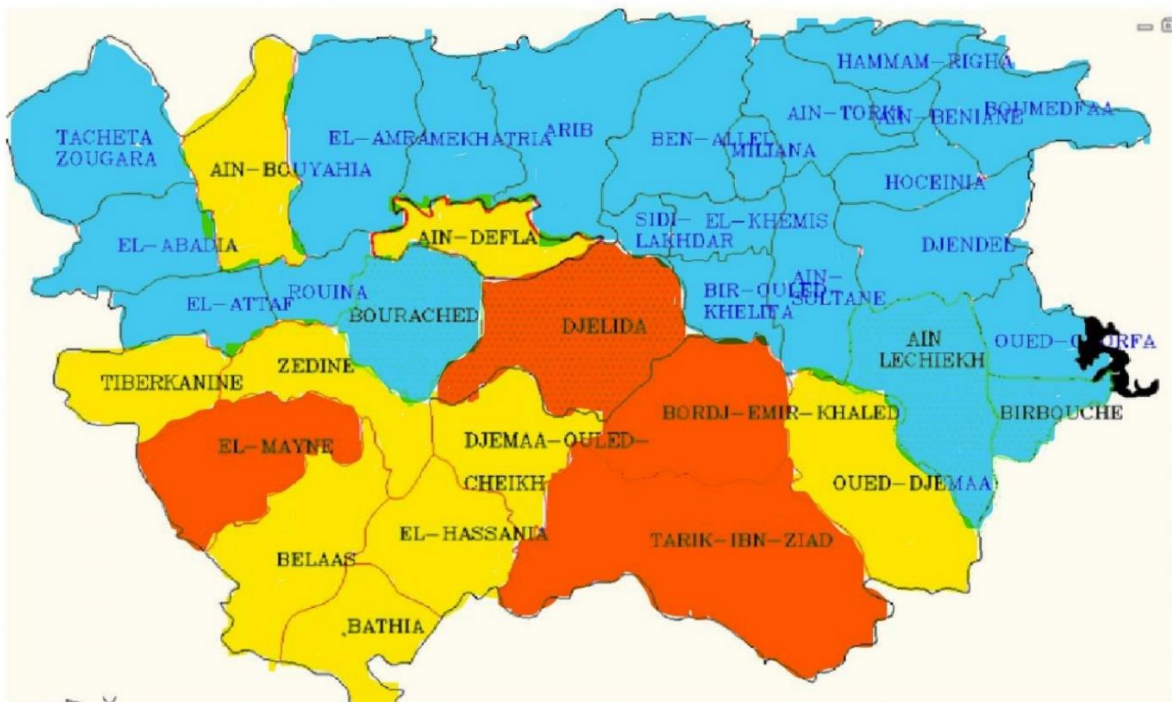 HAMMAM-RIGHA
TACHETA
ZOUGARA
EL-AMRA
MEKHATRIA
ARIB
BEN-ALLEL
MILIANA
AIN-TORKI
AIN-BENIANE
BOUMEDFAA
AIN-BOUYAHIA
HOCEINIA
EL-ABADIA
AIN-DEFLA
SIDI-
LAKHDAR
EL-KHEMIS
DJENDEL
EL-ATTAF
ROUINA
BOURACHED
DJELIDA
BIR-OULED-
KHELIFA
AIN-
SULTANE
AIN
LECHIEKH
OUED-
TIBERKANINE
ZEDINE
BORDJ-EMIR-KHALED
BIRBOUCHE
EL-MAYNE
DJEMAA-OULED-
CHEIKH
OUED-DJEMAA
EL-HASSANIA
TARIK-IBN-ZIAD
BELAAS
BATHIA